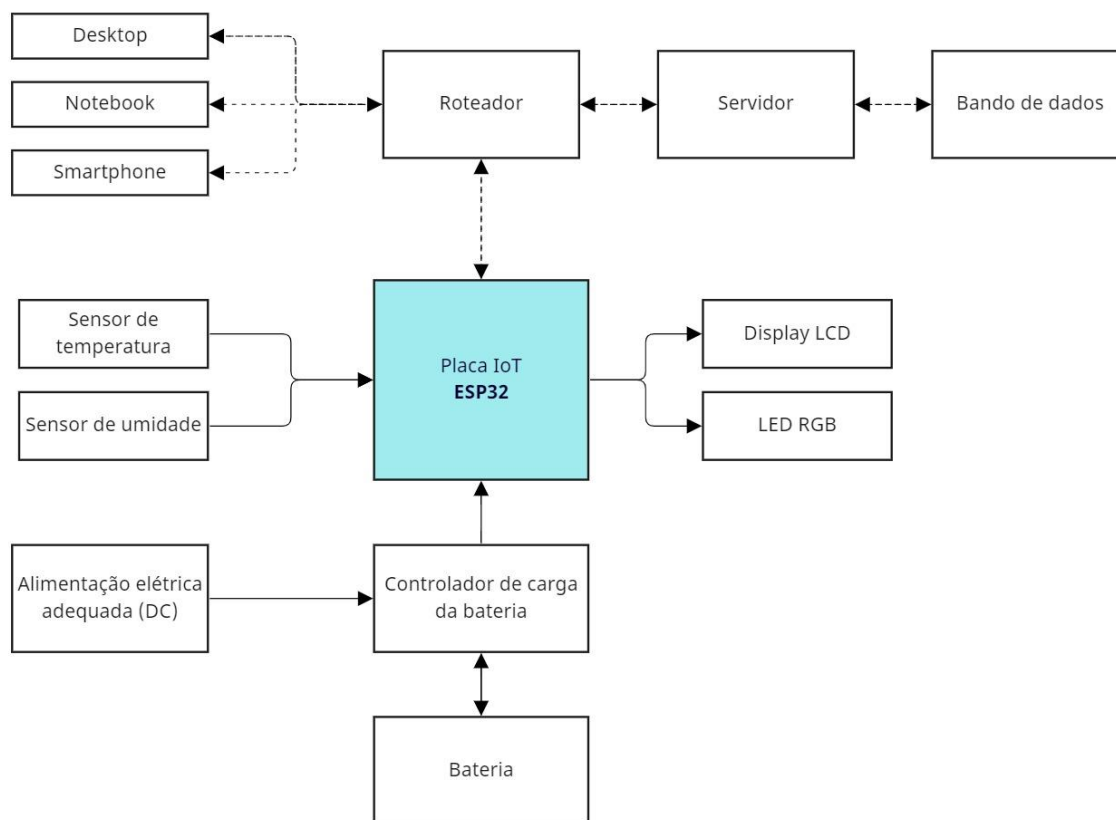 Desktop
Notebook
Smartphone
Roteador
Servidor
Bando de dados
Sensor de
temperatura
Sensor de umidade
Placa IoT
ESP32
Display LCD
LED RGB
Alimentação elétrica
adequada (DC)
Controlador de carga
da bateria
Bateria